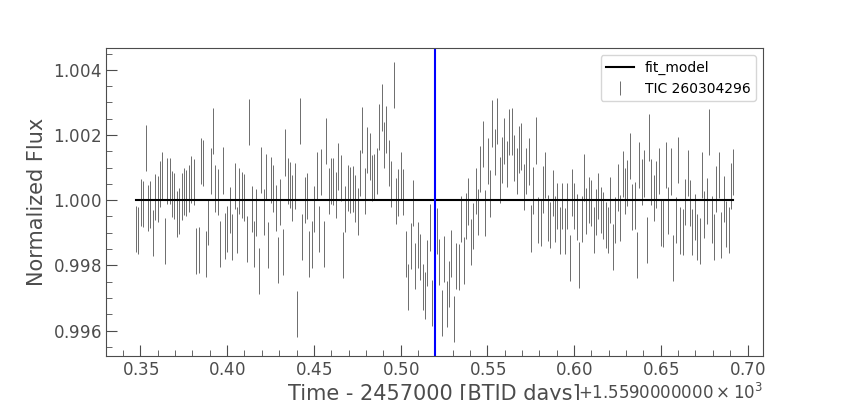 fit_model
TIC 260304296
Normalized Flux
1.004
1.002
1.000
0.998
0.996
0.35 0.40 0.45 0.50 0.55 0.60 0.65 0.70
Time - 2457000 [BTJD days]
+1.5590000000 × 10³